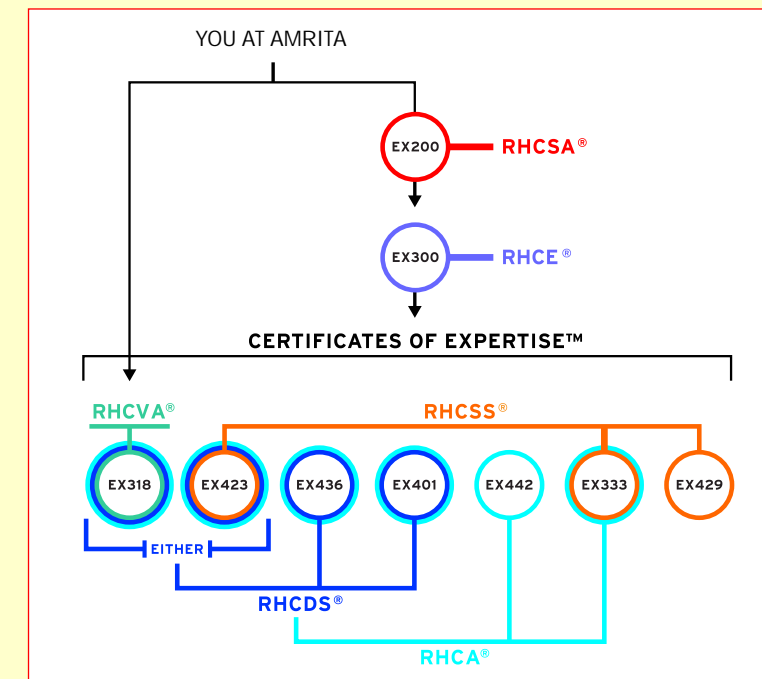 YOU AT AMRITA
EX200
RHCSA®
EX300
RHCE®
CERTIFICATES OF EXPERTISE™
RHCVA®
RHCSS®
EX318
EX423
EX436
EX401
EX442
EX333
EX429
EITHER
RHCDS®
RHCA®